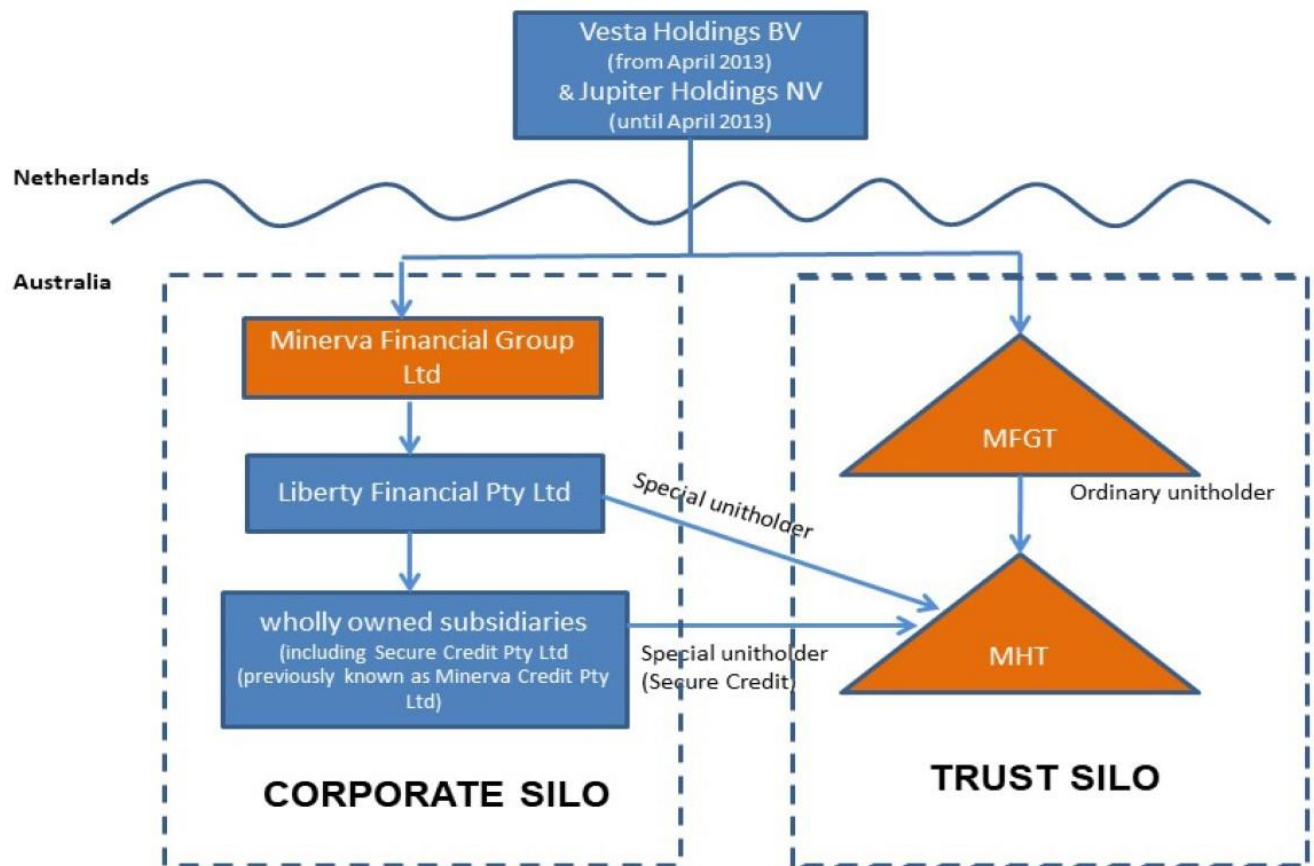 Vesta Holdings BV
(from April 2013)
& Jupiter Holdings NV
(until April 2013)
Netherlands
Australia
Minerva Financial Group
Ltd
Liberty Financial Pty Ltd
Special unitholder
MFGT
Ordinary unitholder
wholly owned subsidiaries
(including Secure Credit Pty Ltd
(previously known as Minerva Credit Pty
Ltd)
Special unitholder
(Secure Credit)
MHT
CORPORATE SILO
TRUST SILO